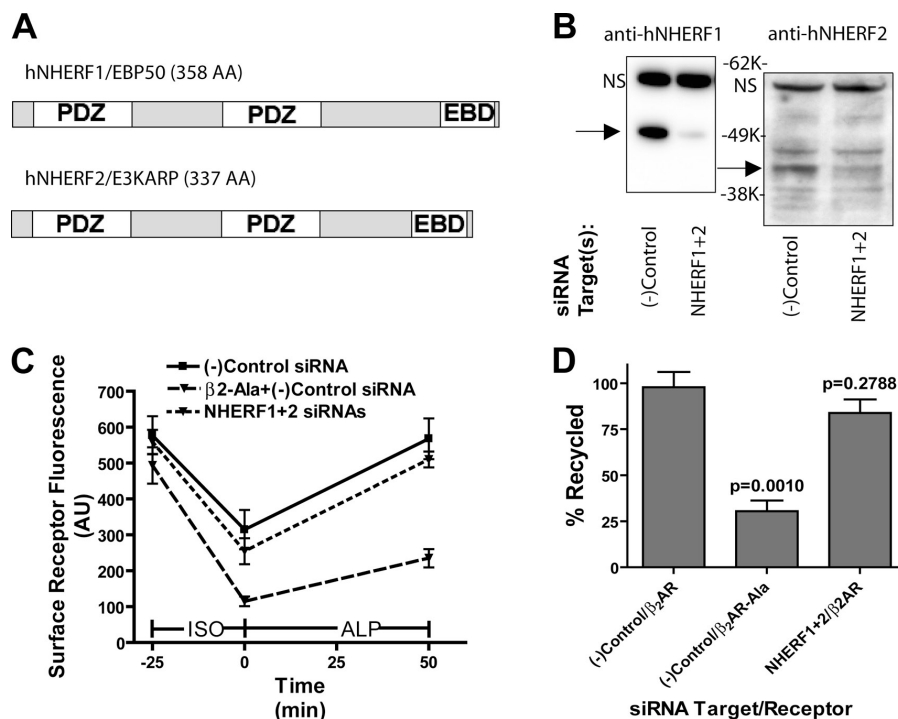 A
hNHERF1/EBP50 (358 AA)
PDZ PDZ EBD
hNHERF2/E3KARP (337 AA)
PDZ PDZ EBD
B
anti-hNHERF1 anti-hNHERF2
-62K-
NS NS
-49K-
-38K-
siRNA
Target(s):
(-)Control
NHERF1+2
(-)Control
NHERF1+2
C
(-)Control siRNA
β2-Ala+(-)Control siRNA
NHERF1+2 siRNAs
Surface Receptor Fluorescence
(AU)
700
600
500
400
300
200
100
0
ISO ALP
-25 0 25 50
Time
(min)
D
% Recycled
100
75
50
25
0
p=0.0010
p=0.2788
(-)Control/β₂AR
(-)Control/β₂AR-Ala
NHERF1+2/β2AR
siRNA Target/Receptor